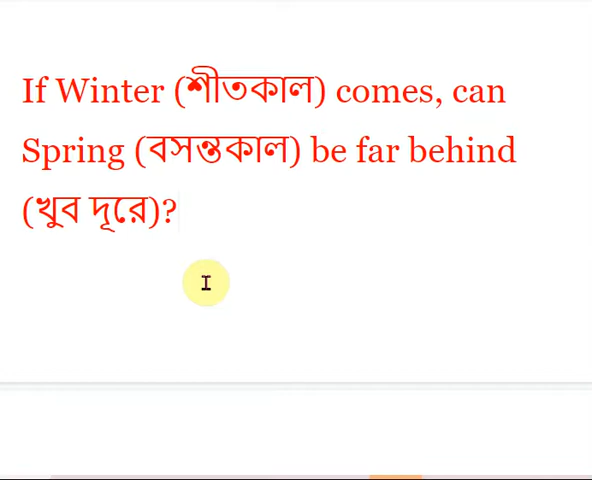 If Winter (শীতকাল) comes, can
Spring (বসন্তকাল) be far behind
(খুব দূরে)?